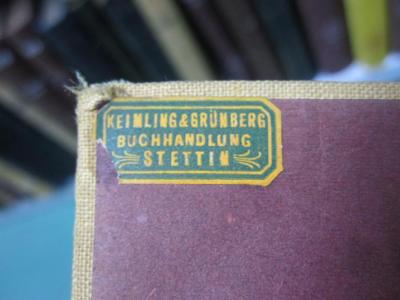 KEIMLING & GRÜNBERG
BUCHHANDLUNG
STETTIN